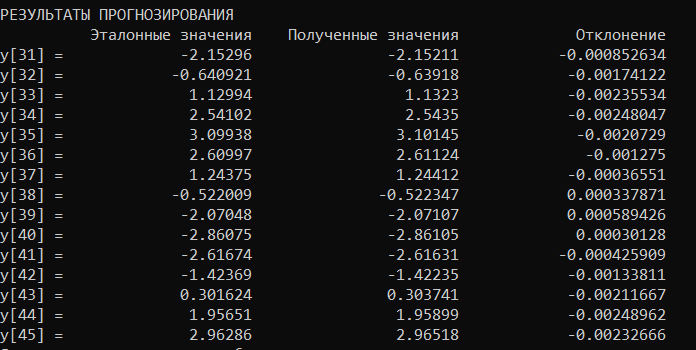 РЕЗУЛЬТАТЫ ПРОГНОЗИРОВАНИЯ
Эталонные значения Полученные значения Отклонение
y[31] = -2.15296 -2.15211 -0.000852634
y[32] = -0.640921 -0.63918 -0.00174122
y[33] = 1.12994 1.1323 -0.00235534
y[34] = 2.54102 2.5435 -0.00248047
y[35] = 3.09938 3.10145 -0.0020729
y[36] = 2.60997 2.61124 -0.001275
y[37] = 1.24375 1.24412 -0.00036551
y[38] = -0.522009 -0.522347 0.000337871
y[39] = -2.07048 -2.07107 0.000589426
y[40] = -2.86075 -2.86105 0.00030128
y[41] = -2.61674 -2.61631 -0.000425909
y[42] = -1.42369 -1.42235 -0.00133811
y[43] = 0.301624 0.303741 -0.00211667
y[44] = 1.95651 1.95899 -0.00248962
y[45] = 2.96286 2.96518 -0.00232666